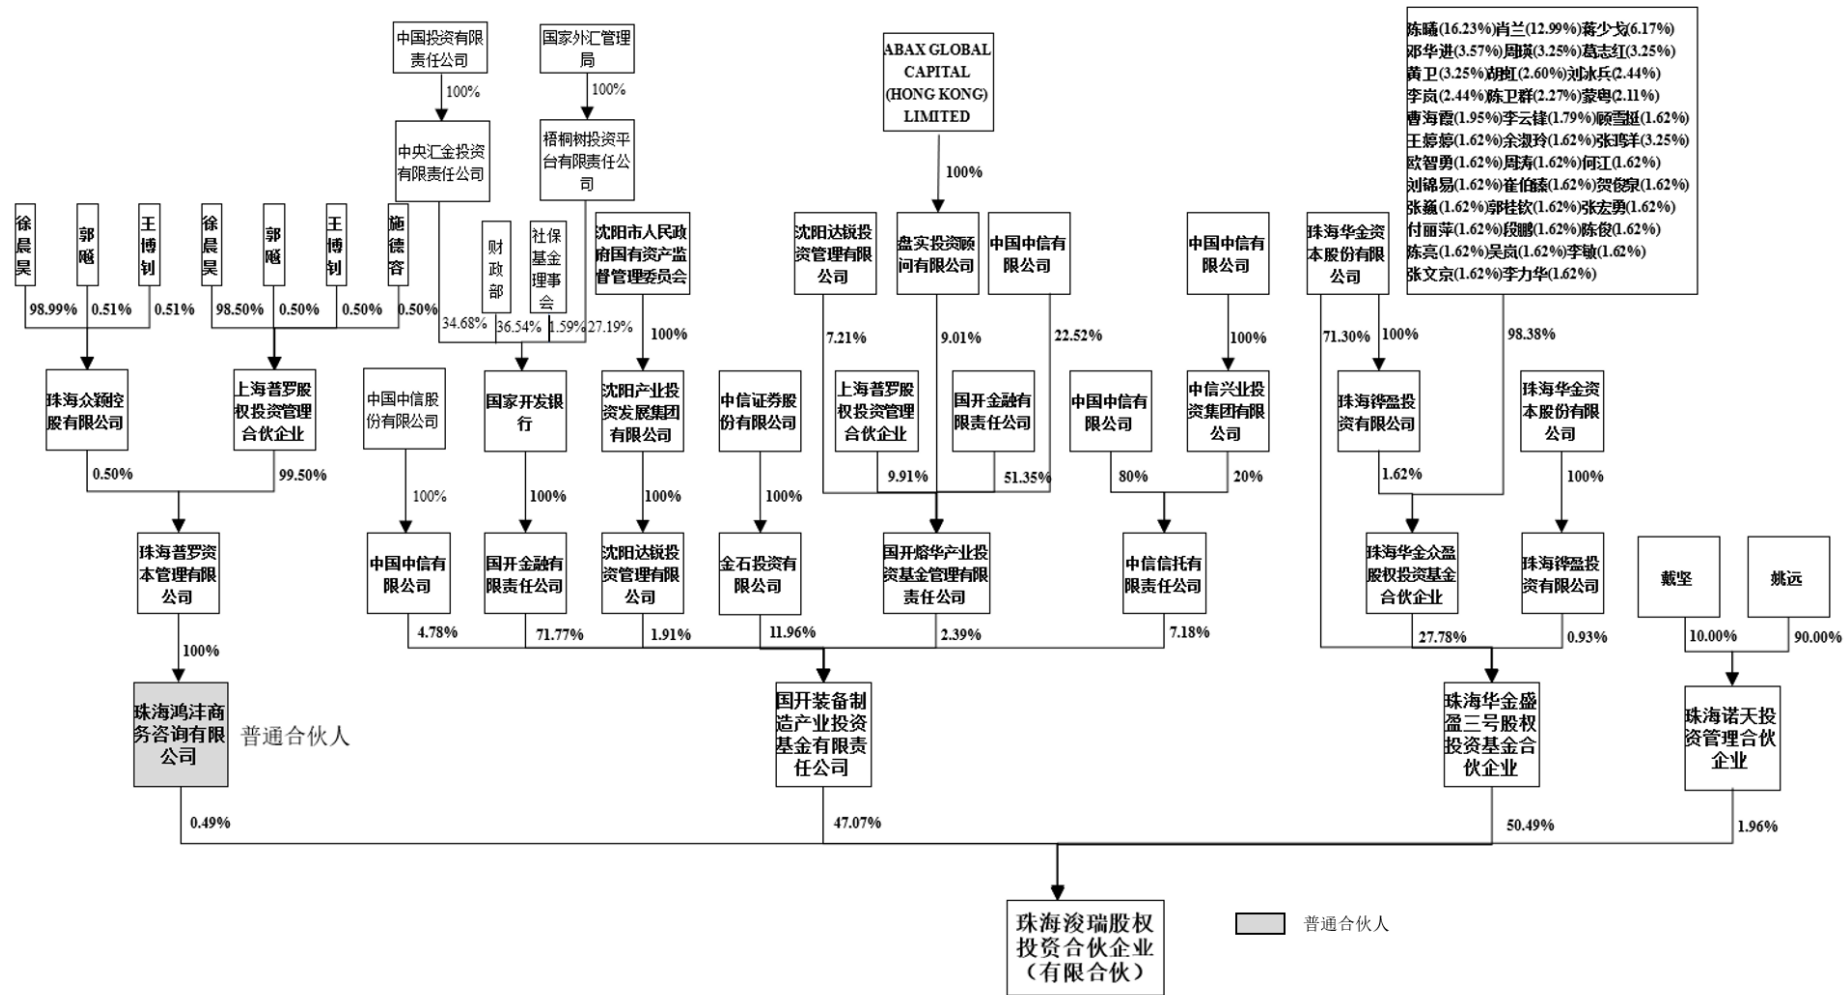 中国投资有限
责任公司
国家外汇管理
局
ABAX GLOBAL
CAPITAL
(HONG KONG)
LIMITED
陈曦(16.23%)肖兰(12.99%)蒋少戈(6.17%)
邓华进(3.57%)周瑛(3.25%)葛志红(3.25%)
黄卫(3.25%)胡虹(2.60%)刘冰兵(2.44%)
李岚(2.44%)陈卫群(2.27%)蒙粤(2.11%)
曹海霞(1.95%)李云锋(1.79%)顾雪挺(1.62%)
王婷婷(1.62%)余淑玲(1.62%)张鸿洋(3.25%)
欧智勇(1.62%)周涛(1.62%)何江(1.62%)
刘锦易(1.62%)崔伯臻(1.62%)贺俊泉(1.62%)
张巍(1.62%)郭桂钦(1.62%)张宏勇(1.62%)
付丽萍(1.62%)段鹏(1.62%)陈俊(1.62%)
陈亮(1.62%)吴岚(1.62%)李敏(1.62%)
张文京(1.62%)李力华(1.62%)
100%
100%
100%
中央汇金投资
有限责任公司
梧桐树投资平
台有限责任公
司
徐晨昊
郭飚
王博钊
徐晨昊
郭飚
王博钊
施德容
财政部
社保
基金
理事
会
沈阳市人民政
府国有资产监
督管理委员会
沈阳达锐投
资管理有限
公司
盘实投资顾
问有限公司
中国中信有
限公司
中国中信有
限公司
珠海华金资
本股份有限
公司
98.99%
0.51%
0.51%
98.50%
0.50%
0.50%
0.50%
34.68%
36.54%
1.59%
27.19%
100%
7.21%
9.01%
22.52%
100%
71.30%
100%
98.38%
珠海众颖控
股有限公司
上海普罗股
权投资管理
合伙企业
中国中信股
份有限公司
国家开发银
行
沈阳产业投
资发展集团
有限公司
中信证券股
份有限公司
上海普罗股
权投资管理
合伙企业
国开金融有
限责任公司
中国中信有
限公司
中信兴业投
资集团有限
公司
珠海铧盈投
资有限公司
珠海华金资
本股份有限
公司
0.50%
99.50%
100%
100%
100%
100%
9.91%
51.35%
80%
20%
1.62%
100%
珠海普罗资
本管理有限
公司
中国中信有
限公司
国开金融有
限责任公司
沈阳达锐投
资管理有限
公司
金石投资有
限公司
国开熔华产业投
资基金管理有限
责任公司
中信信托有
限责任公司
珠海华金众盈
股权投资基金
合伙企业
珠海铧盈投
资有限公司
戴坚
姚远
100%
4.78%
71.77%
1.91%
11.96%
2.39%
7.18%
27.78%
0.93%
10.00%
90.00%
珠海鸿沣商
务咨询有限
公司
普通合伙人
国开装备制
造产业投资
基金有限责
任公司
珠海华金盛
盈三号股权
投资基金合
伙企业
珠海诺天投
资管理合伙
企业
0.49%
47.07%
50.49%
1.96%
珠海浚瑞股权
投资合伙企业
（有限合伙）
普通合伙人